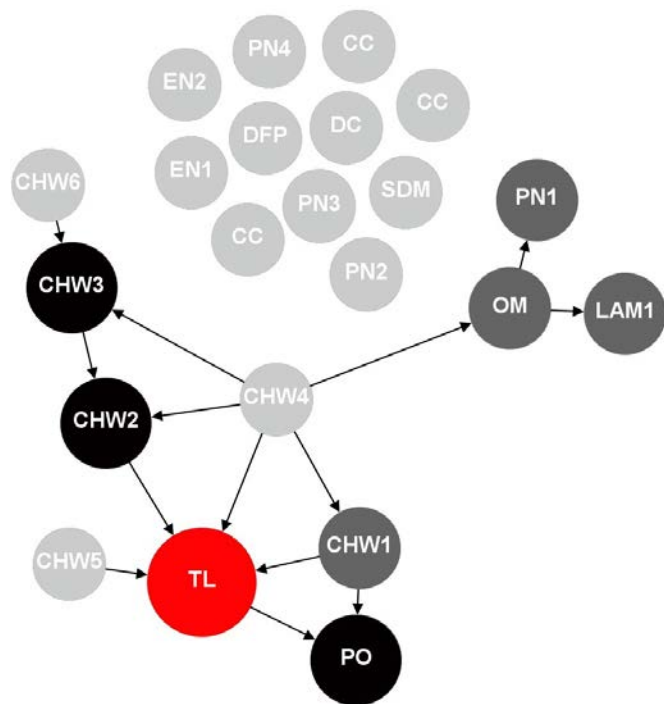 CC
PN4
EN2
CC
DC
DFP
EN1
CHW6
SDM
PN1
PN3
CC
PN2
CHW3
OM
LAM1
CHW4
CHW2
CHW1
CHW5
TL
PO